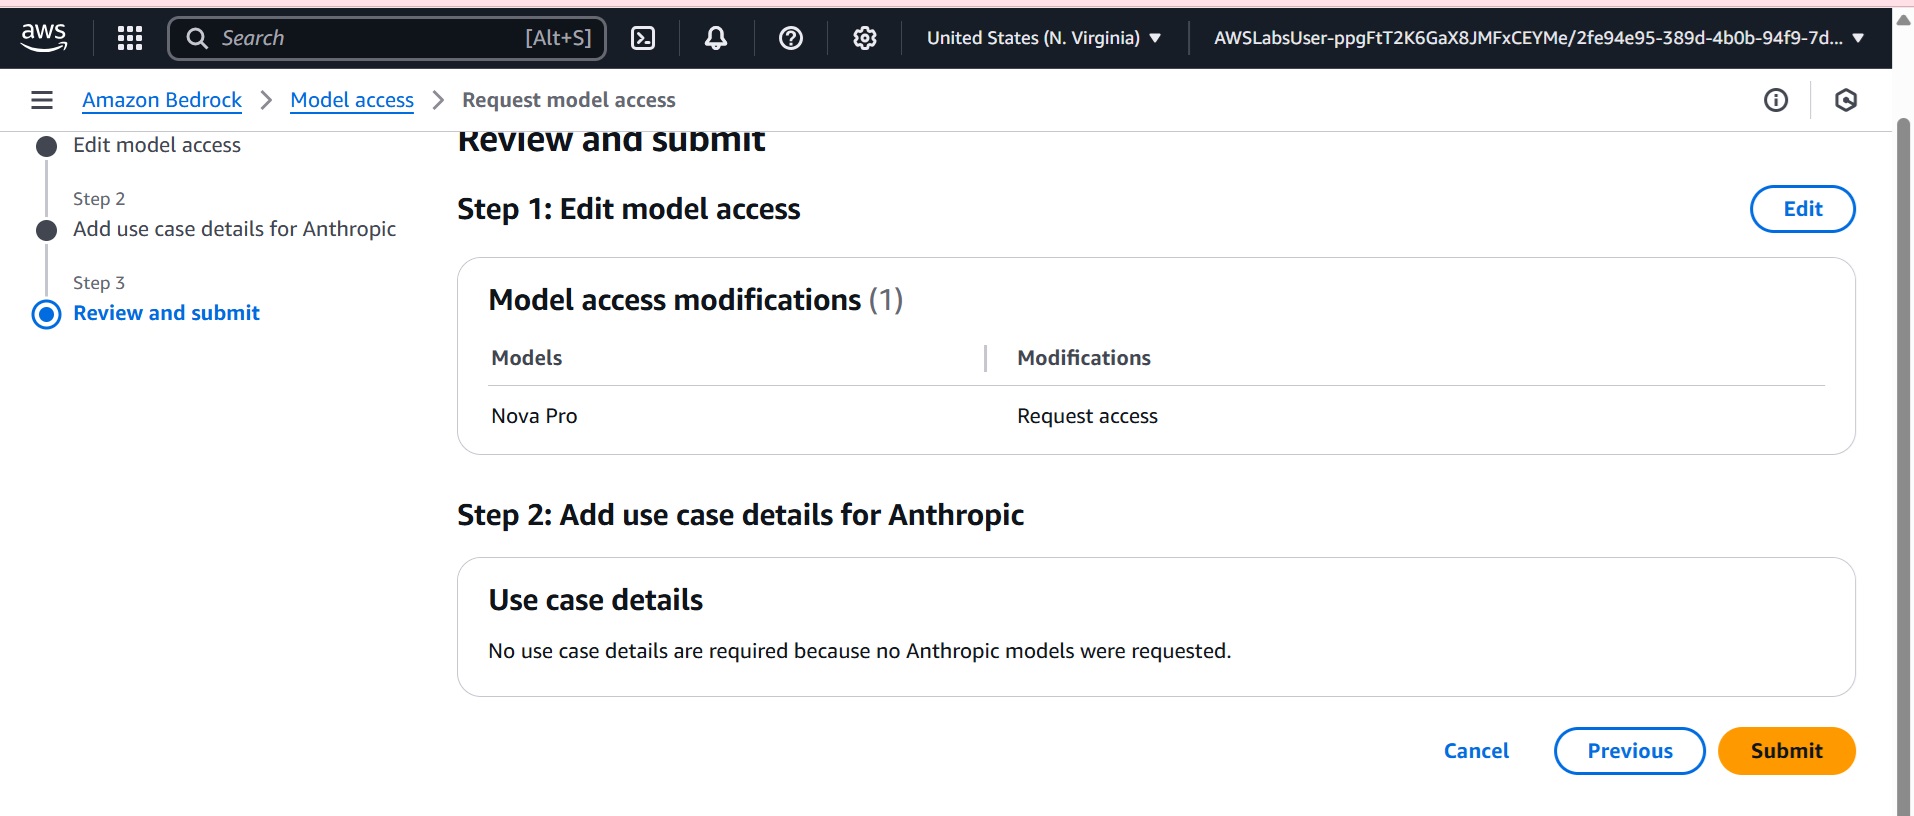 aws
Search [Alt+S]
United States (N. Virginia)
AWSLabsUser-ppgFtT2K6GaX8JMFxCEYMe/2fe94e95-389d-4b0b-94f9-7d...
Amazon Bedrock > Model access > Request model access
Edit model access
Step 2
Add use case details for Anthropic
Step 3
Review and submit
Review and submit
Step 1: Edit model access
Edit
Model access modifications (1)
Models Modifications
Nova Pro Request access
Step 2: Add use case details for Anthropic
Use case details
No use case details are required because no Anthropic models were requested.
Cancel Previous Submit